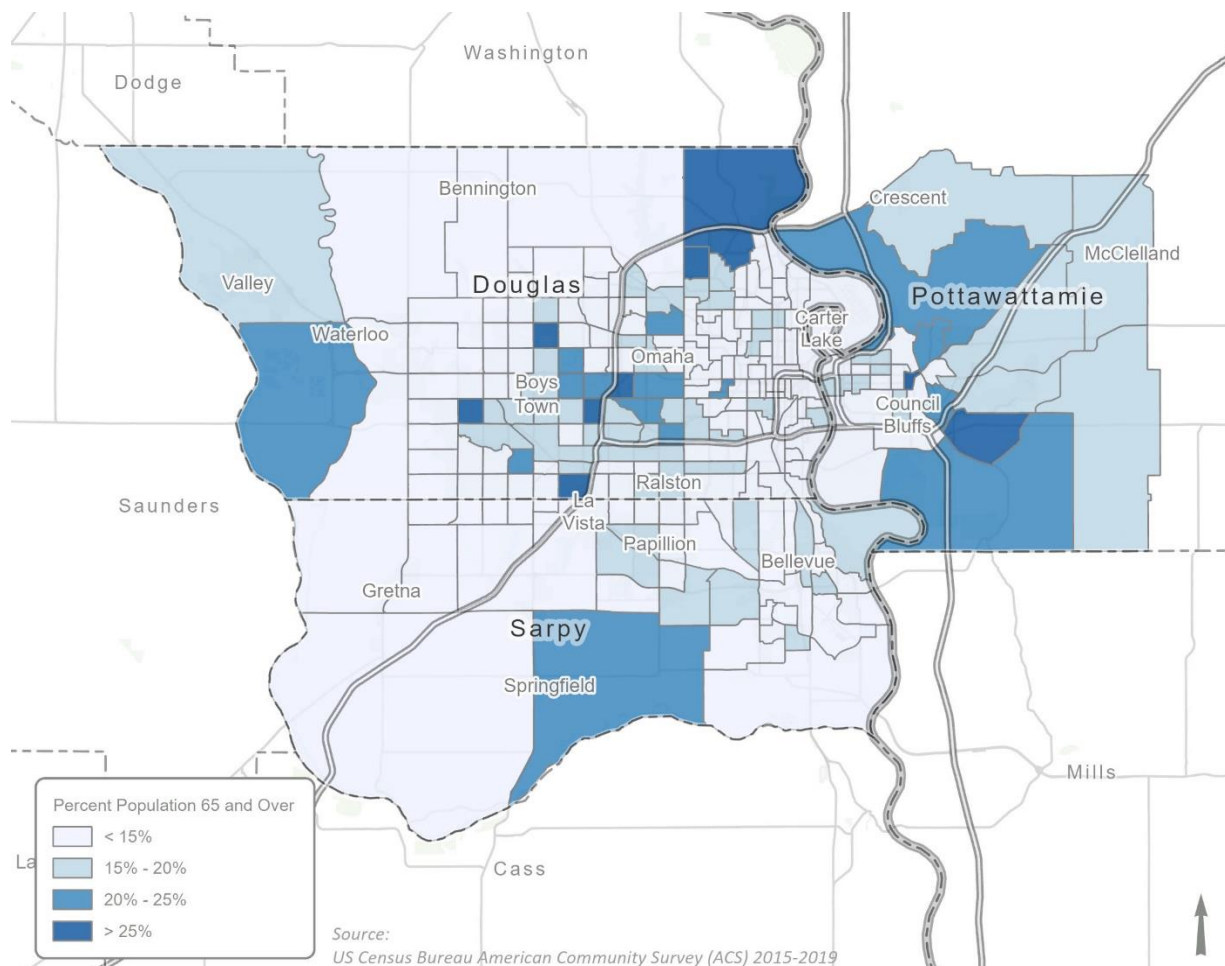 Washington
Dodge
Bennington
Crescent
McClelland
Valley
Douglas
Pottawattamie
Waterloo
Carter
Lake
Omaha
Boys
Town
Council
Bluffs
Ralston
Saunders
La
Vista
Papillion
Bellevue
Gretna
Sarpy
Springfield
Mills
Percent Population 65 and Over
< 15%
15% - 20%
20% - 25%
> 25%
La
Cass
Source:
US Census Bureau American Community Survey (ACS) 2015-2019